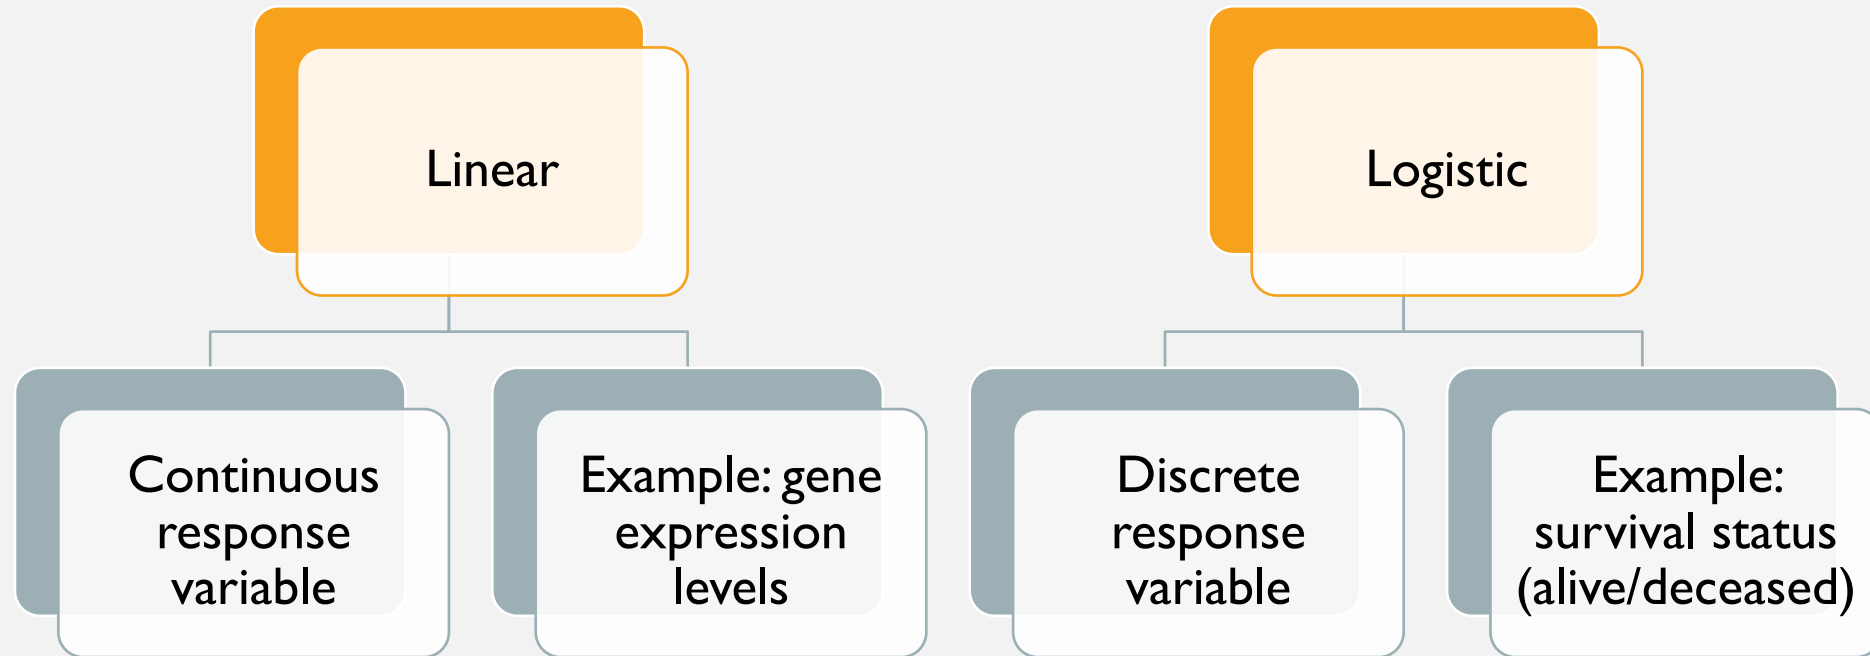 Linear
Logistic
Continuous
response
variable
Example: gene
expression
levels
Discrete
response
variable
Example:
survival status
(alive/deceased)